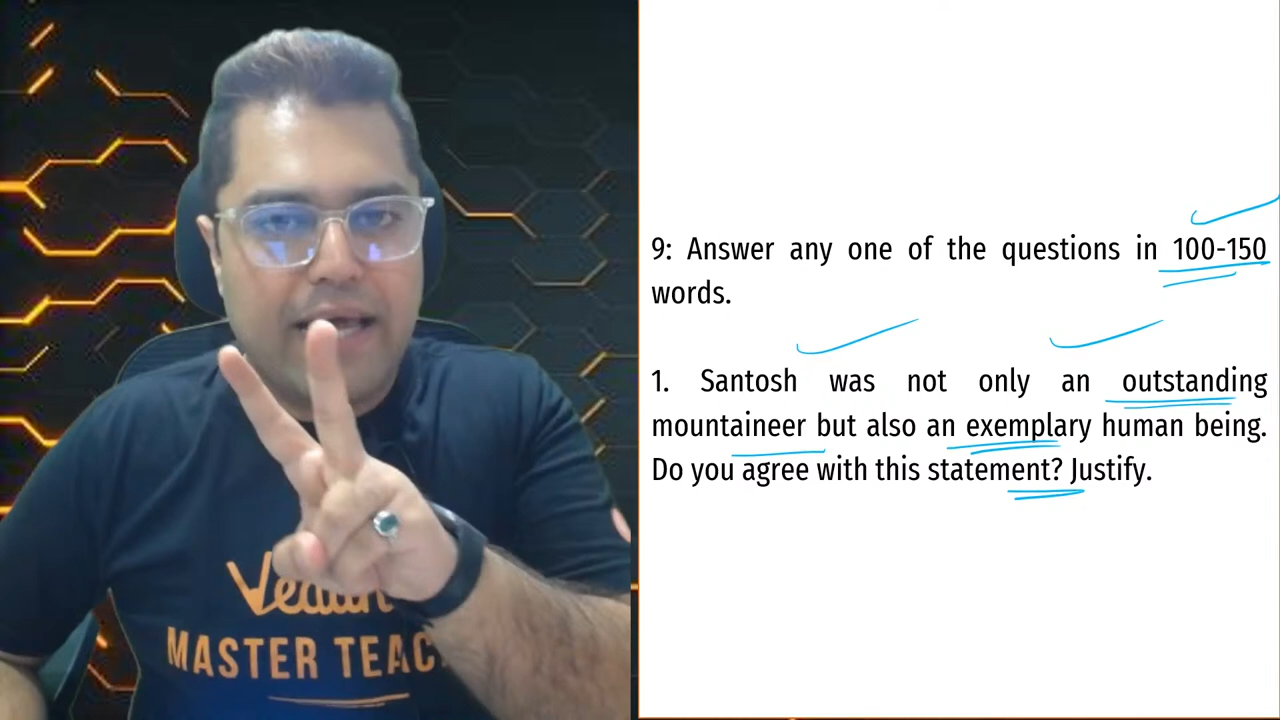 9: Answer any one of the questions in 100-150
words.
1. Santosh was not only an outstanding
mountaineer but also an exemplary human being.
Do you agree with this statement? Justify.
MASTER